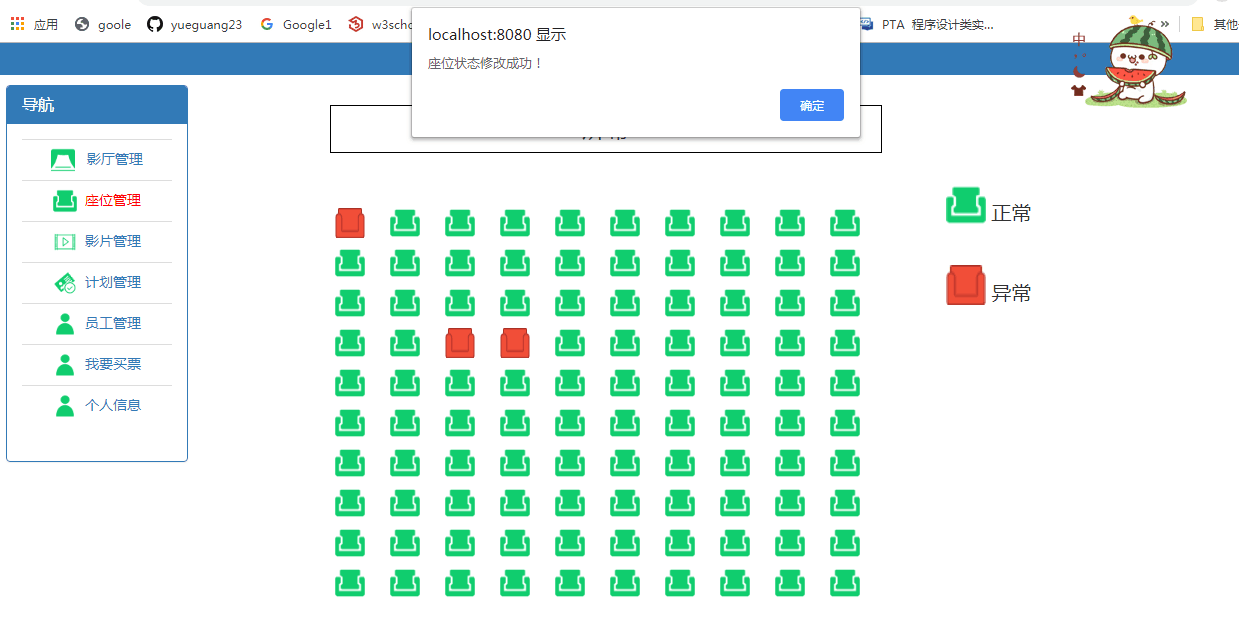 应用
goole
yueguang23
Google1
w3scho
PTA 程序设计类实...
»
其他
localhost:8080 显示
座位状态修改成功！
确定
中
导航
影厅管理
座位管理
影片管理
计划管理
员工管理
我要买票
个人信息
正常
异常